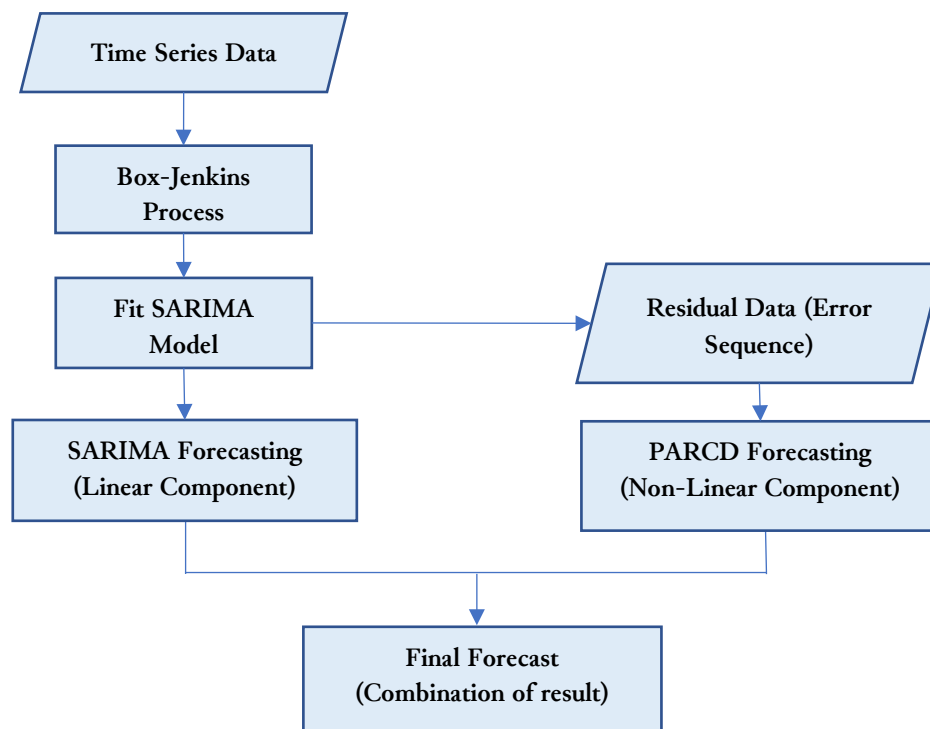 Time Series Data
Box-Jenkins
Process
Fit SARIMA
Model
Residual Data (Error
Sequence)
SARIMA Forecasting
(Linear Component)
PARCD Forecasting
(Non-Linear Component)
Final Forecast
(Combination of result)